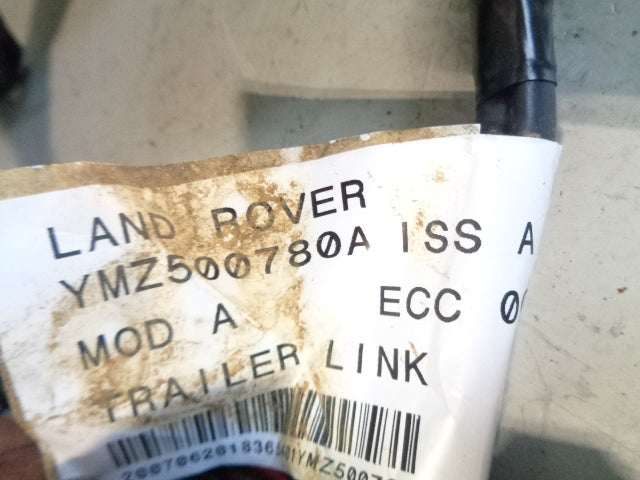 LAND ROVER
YMZ500780A ISS A
MOD A ECC
TRAILER LINK